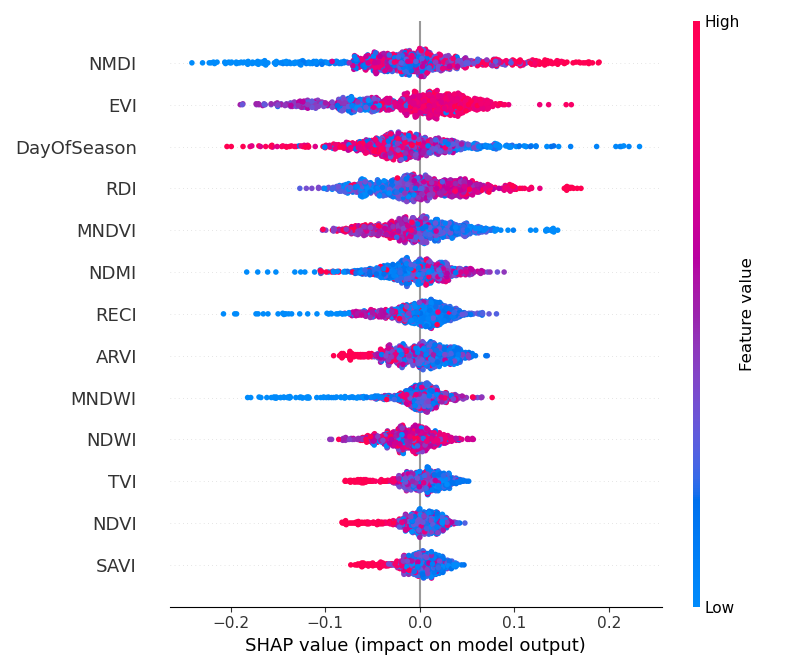 High
NMDI
EVI
DayOfSeason
RDI
MNDVI
NDMI
RECI
ARVI
MNDWI
NDWI
TVI
NDVI
SAVI
Feature value
Low
−0.2 −0.1 0.0 0.1 0.2
SHAP value (impact on model output)